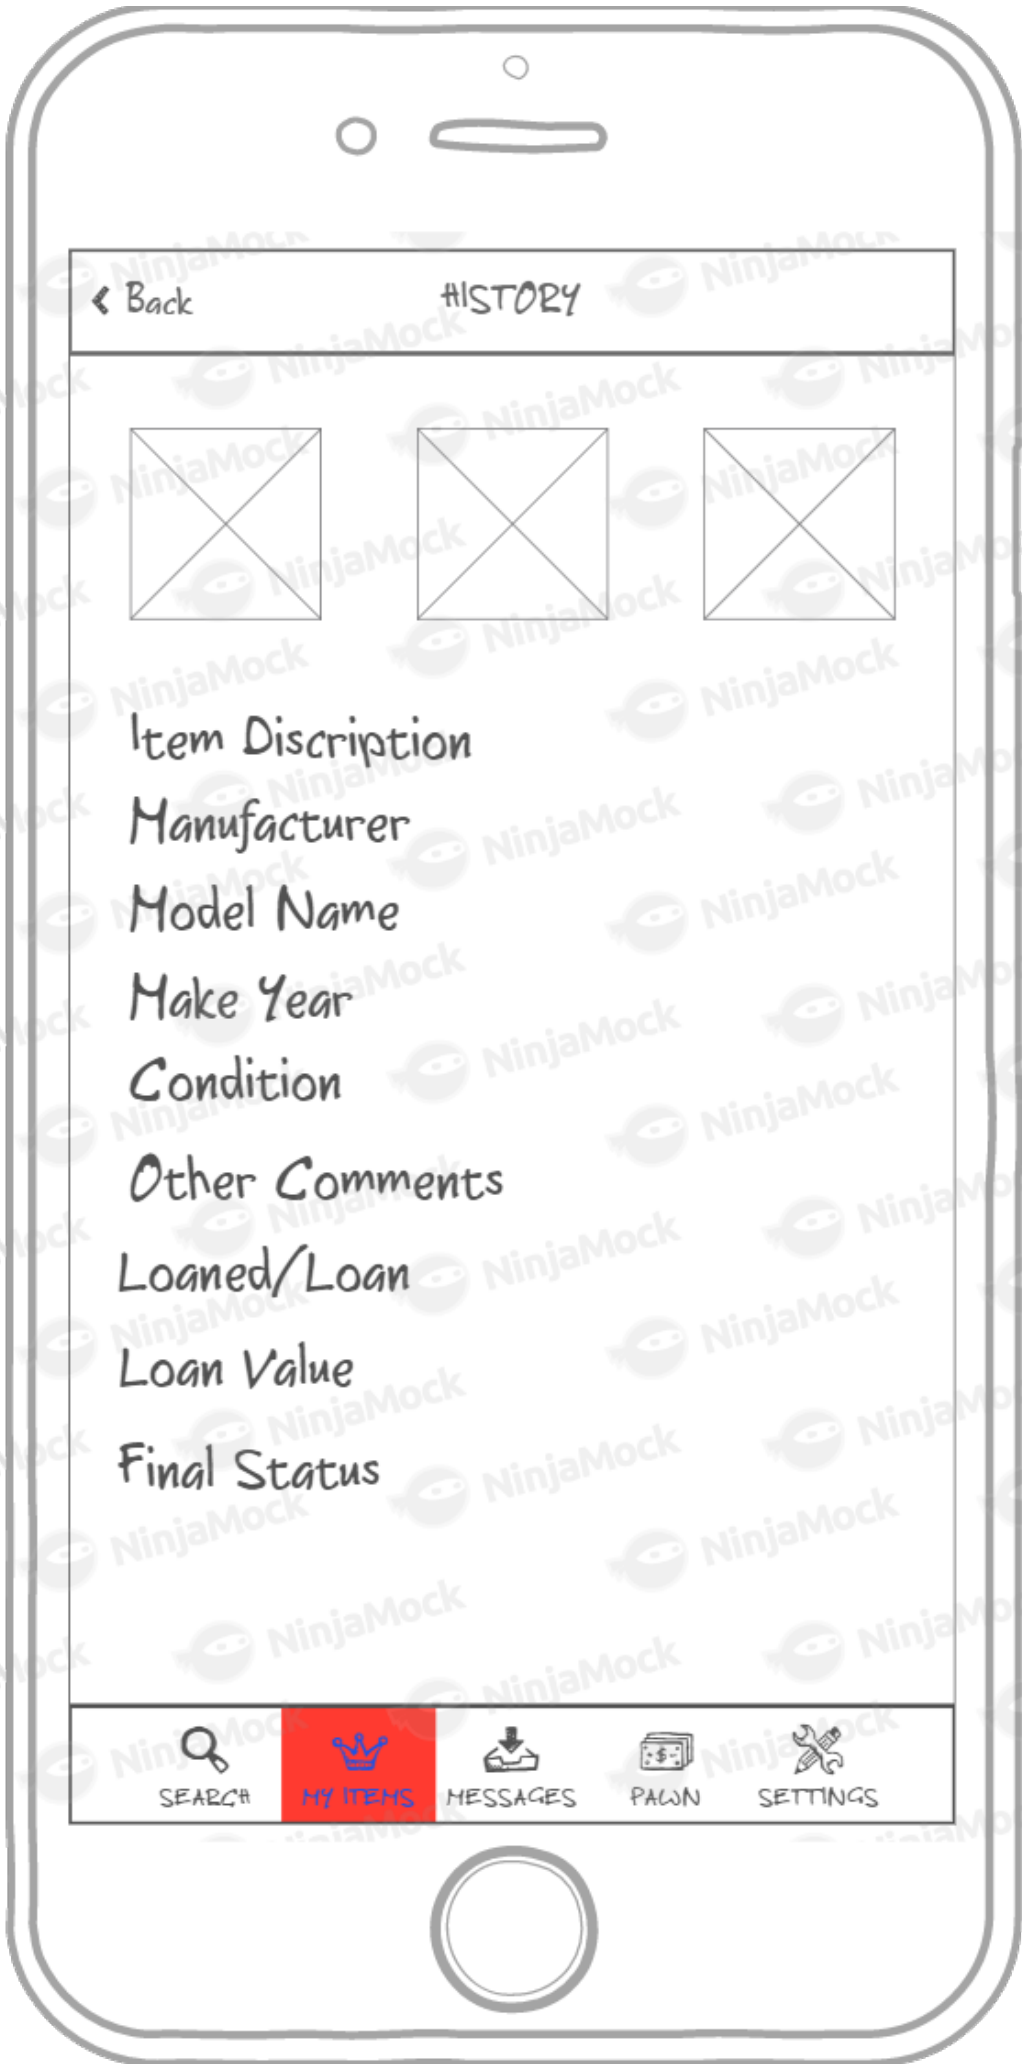 Back
HISTORY
Item Discription
Manufacturer
Model Name
Make Year
Condition
Other Comments
Loaned/Loan
Loan Value
Final Status
SEARCH
MY ITEMS
MESSAGES
PAWN
SETTINGS
NinjaMock